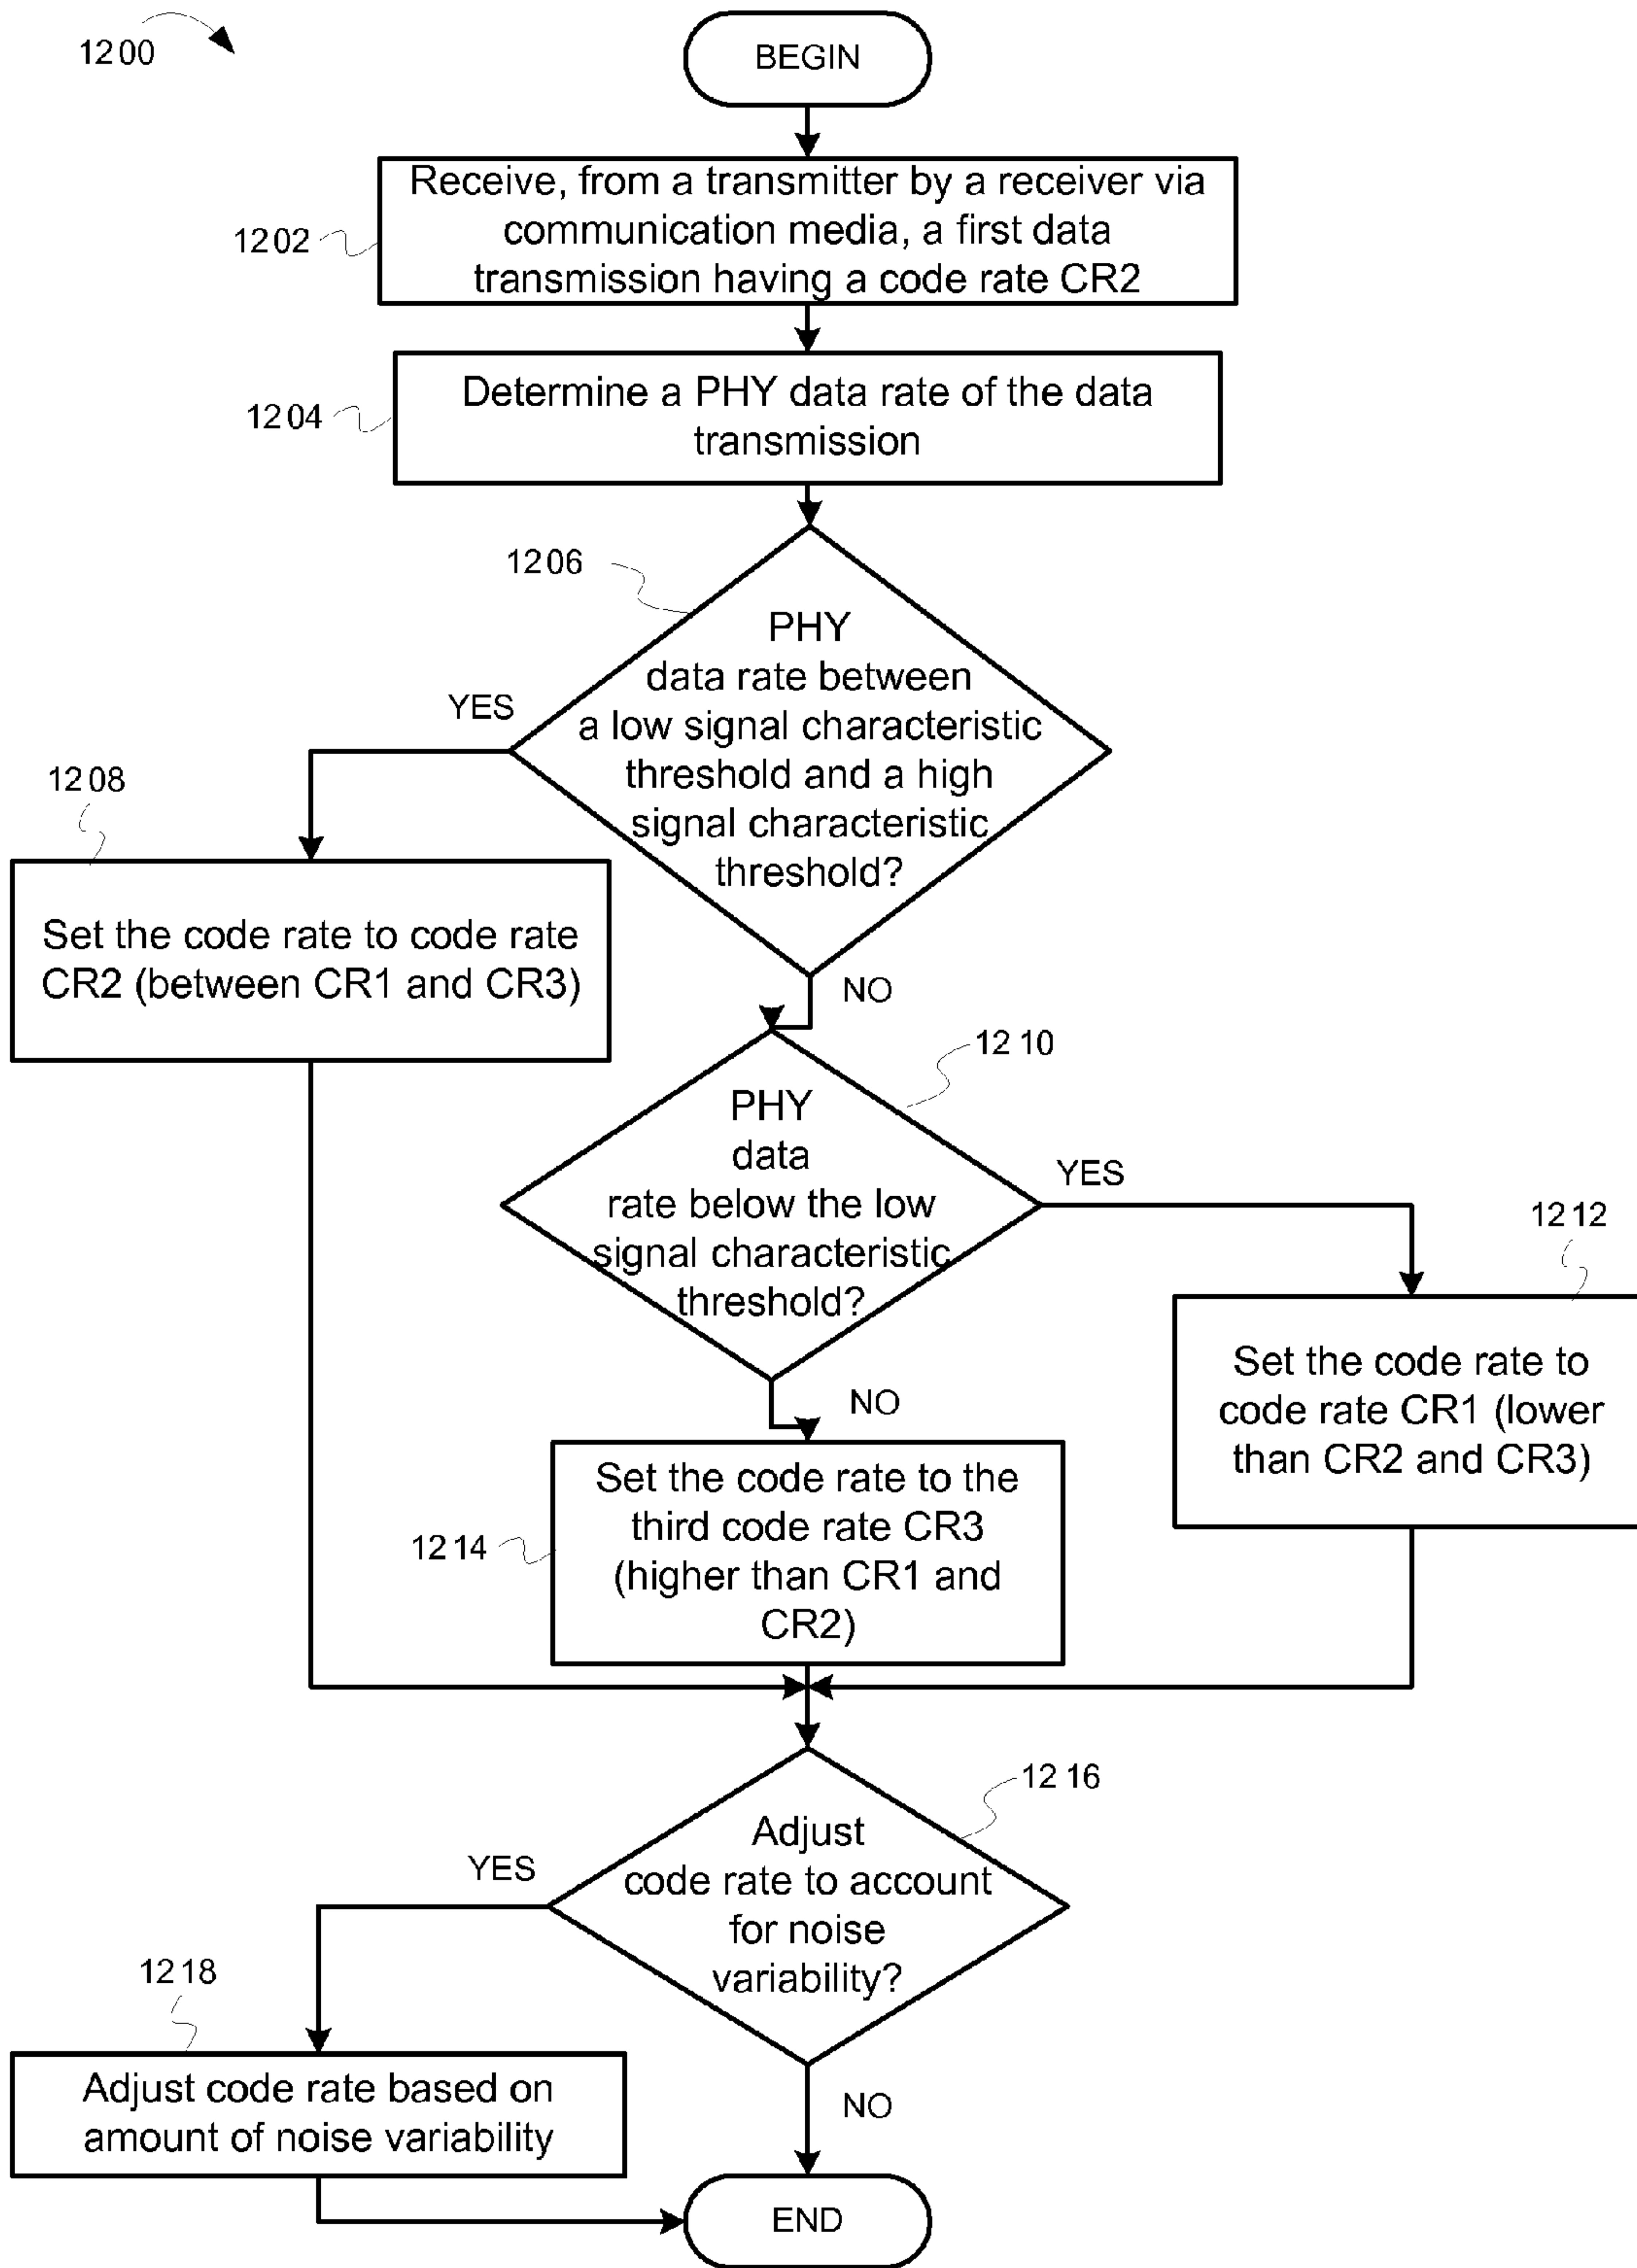 1200
BEGIN
1202
Receive, from a transmitter by a receiver via
communication media, a first data
transmission having a code rate CR2
1204
Determine a PHY data rate of the data
transmission
1206
PHY
data rate between
a low signal characteristic
threshold and a high
signal characteristic
threshold?
YES
NO
1208
Set the code rate to code rate
CR2 (between CR1 and CR3)
1210
PHY
data
rate below the low
signal characteristic
threshold?
YES
NO
1212
Set the code rate to
code rate CR1 (lower
than CR2 and CR3)
1214
Set the code rate to the
third code rate CR3
(higher than CR1 and
CR2)
1216
Adjust
code rate to account
for noise
variability?
YES
NO
1218
Adjust code rate based on
amount of noise variability
END